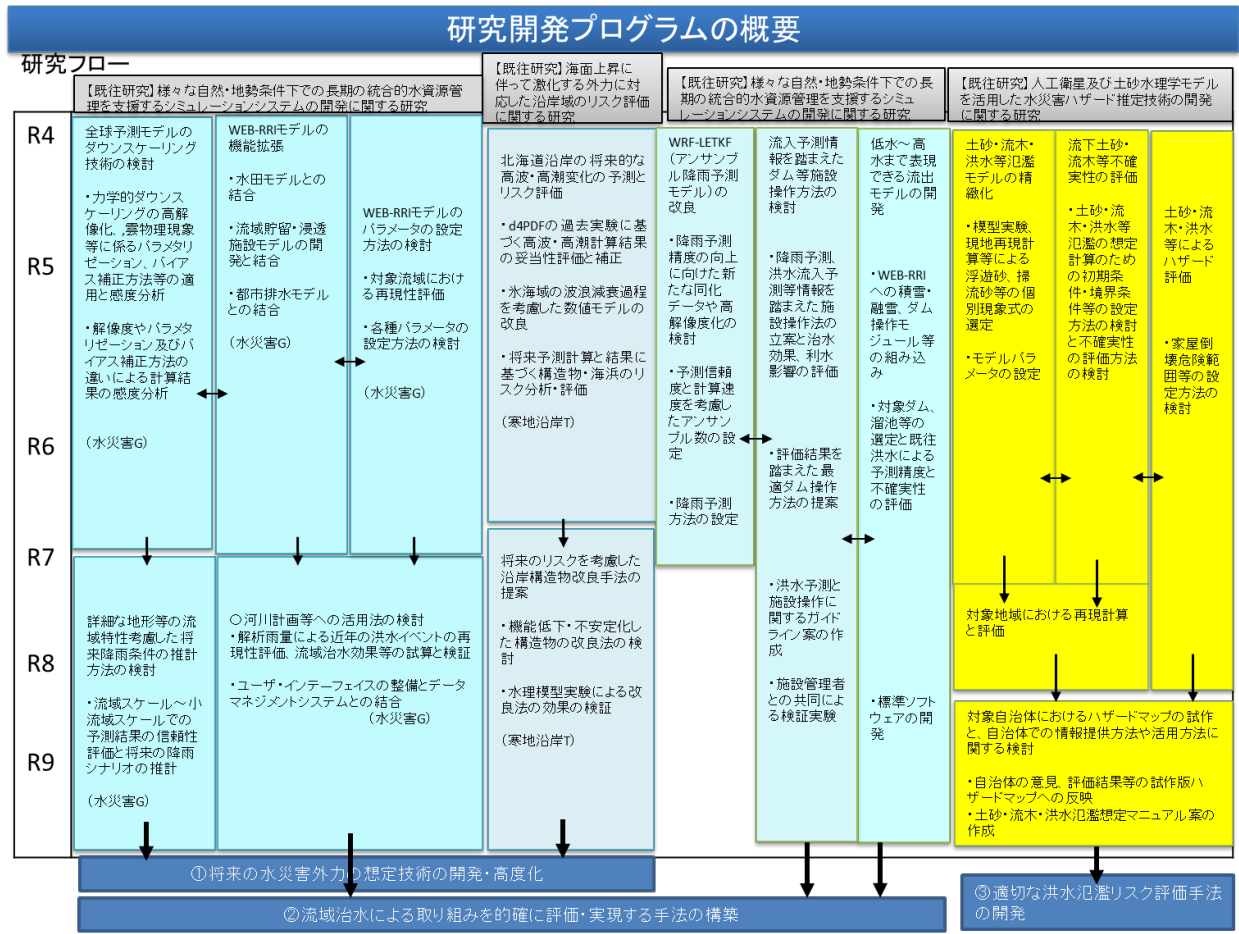 研究開発プログラムの概要
研究フロー
【既往研究】様々な自然・地勢条件下での長期の統合的水資源管
理を支援するシミュレーションシステムの開発に関する研究
【既往研究】海面上昇に
伴って激化する外力に対
応した沿岸域のリスク評価
に関する研究
【既往研究】様々な自然・地勢条件下での長
期の統合的水資源管理を支援するシミュ
レーションシステムの開発に関する研究
【既往研究】人工衛星及び土砂水理学モデル
を活用した水災害ハザード推定技術の開発
に関する研究
R4
R5
R6
R7
R8
R9
全球予測モデルの
ダウンスケーリング
技術の検討
・力学的ダウンス
ケーリングの高解
像化、,雲物理現象
等に係るパラメタリ
ゼーション、バイア
ス補正方法等の適
用と感度分析
・解像度やパラメタ
リゼーション及びバ
イアス補正方法の
違いによる計算結
果の感度分析
（水災害G）
WEB-RRIモデルの
機能拡張
・水田モデルとの
結合
・流域貯留・浸透
施設モデルの開
発と結合
・都市排水モデル
との結合
（水災害G）
WEB-RRIモデルの
パラメータの設定
方法の検討
・対象流域におけ
る再現性評価
・各種パラメータの
設定方法の検討
（水災害G）
北海道沿岸の将来的な
高波・高潮変化の予測と
リスク評価
・d4PDFの過去実験に基
づく高波・高潮計算結果
の妥当性評価と補正
・氷海域の波浪減衰過程
を考慮した数値モデルの
改良
・将来予測計算と結果に
基づく構造物・海浜のリ
スク分析・評価
（寒地沿岸T）
WRF-LETKF
（アンサンブ
ル降雨予測
モデル）の
改良
・降雨予測
精度の向上
に向けた新
たな同化
データや高
解像度化の
検討
・予測信頼
度と計算速
度を考慮し
たアンサン
ブル数の設
定
・降雨予測
方法の設定
流入予測情
報を踏まえた
ダム等施設
操作方法の
検討
・降雨予測、
洪水流入予
測等情報を
踏まえた施
設操作法の
立案と治水
効果、利水
影響の評価
・評価結果を
踏まえた最
適ダム操作
方法の提案
・洪水予測と
施設操作に
関するガイド
ライン案の作
成
・施設管理者
との共同によ
る検証実験
低水～高
水まで表現
できる流出
モデルの開
発
・WEB-RRI
への積雪・
融雪、ダム
操作モ
ジュール等
の組み込
み
・対象ダム、
溜池等の
選定と既往
洪水による
予測精度と
不確実性
の評価
・標準ソフト
ウェアの開
発
土砂・流木・
洪水等氾濫
モデルの精
緻化
・模型実験、
現地再現計
算等による
浮遊砂、掃
流砂等の個
別現象式の
選定
・モデルパラ
メータの設定
流下土砂・
流木等不確
実性の評価
・土砂・流
木・洪水等
氾濫の想定
計算のため
の初期条
件・境界条
件等の設定
方法の検討
と不確実性
の評価方法
の検討
土砂・流
木・洪水
等による
ハザード
評価
・家屋倒
壊危険範
囲等の設
定方法の
検討
詳細な地形等の流
域特性考慮した将
来降雨条件の推計
方法の検討
・流域スケール～小
流域スケールでの
予測結果の信頼性
評価と将来の降雨
シナリオの推計
（水災害G）
〇河川計画等への活用法の検討
・解析雨量による近年の洪水イベントの再
現性評価、流域治水効果等の試算と検証
・ユーザ・インターフェイスの整備とデータ
マネジメントシステムとの結合
（水災害G）
将来のリスクを考慮した
沿岸構造物改良手法の
提案
・機能低下・不安定化し
た構造物の改良法の検
討
・水理模型実験による改
良法の効果の検証
（寒地沿岸T）
対象地域における再現計算
と評価
対象自治体におけるハザードマップの試作
と、自治体での情報提供方法や活用方法に
関する検討
・自治体の意見、評価結果等の試作版ハ
ザードマップへの反映
・土砂・流木・洪水氾濫想定マニュアル案の
作成
①将来の水災害外力の想定技術の開発・高度化
②流域治水による取り組みを的確に評価・実現する手法の構築
③適切な洪水氾濫リスク評価手法
の開発